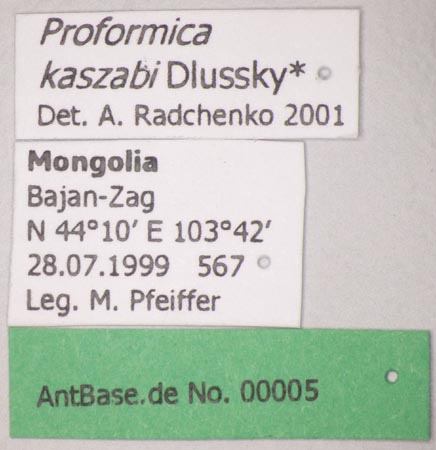 Proformica
kaszabi Dlussky*
Det. A. Radchenko 2001
Mongolia
Bajan-Zag
N 44°10' E 103°42'
28.07.1999 567
Leg. M. Pfeiffer
AntBase.de No. 00005